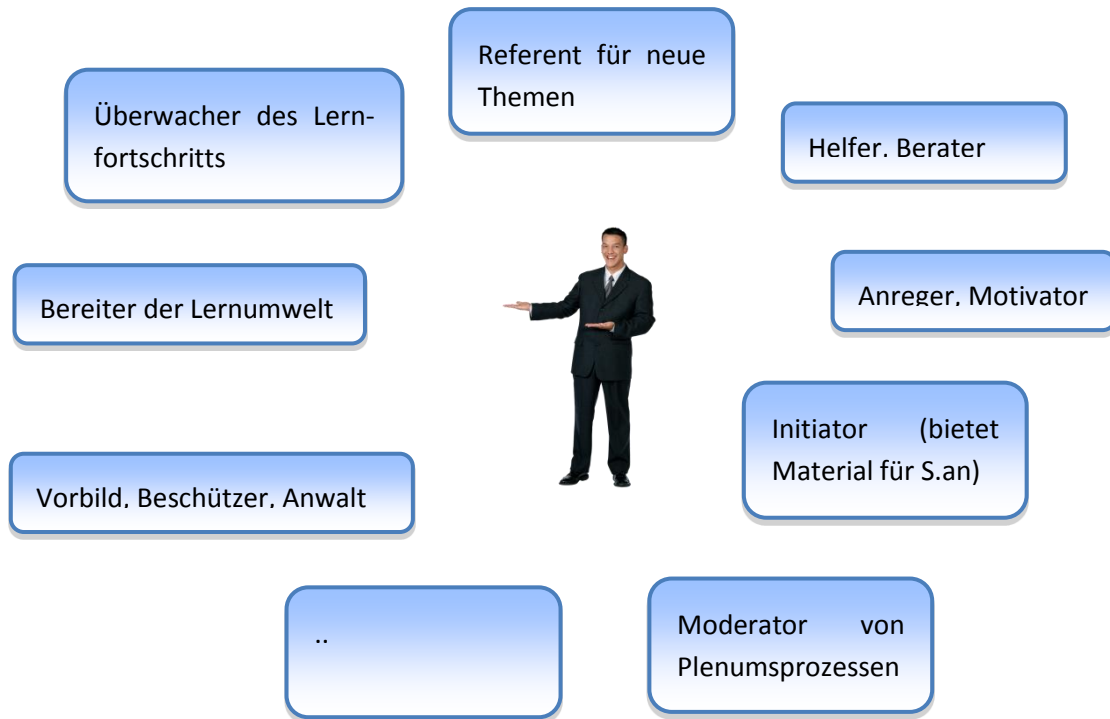 Referent für neue
Themen
Überwacher des Lern-
fortschritts
Helfer, Berater
Bereiter der Lernumwelt
Anreger, Motivator
Initiator (bietet
Material für S.an)
Vorbild, Beschützer, Anwalt
..
Moderator von
Plenumsprozessen